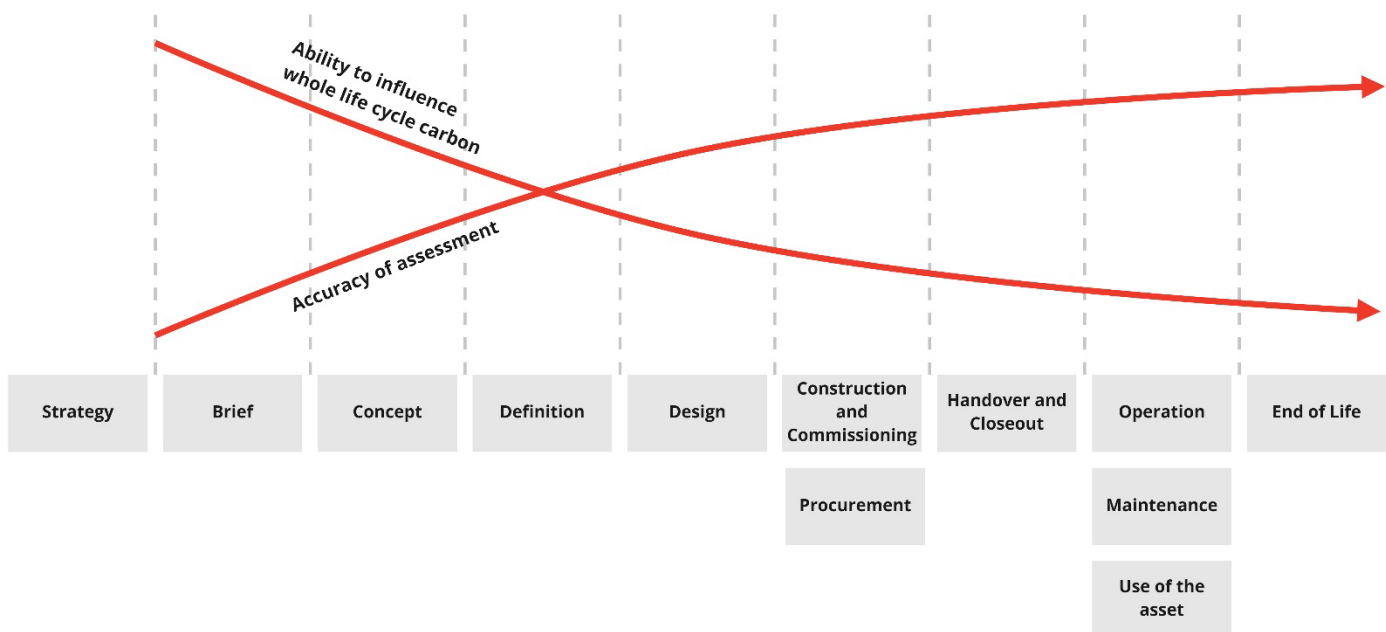 Ability to influence
whole life cycle carbon
Accuracy of assessment
Strategy
Brief
Concept
Definition
Design
Construction
and
Commissioning
Handover and
Closeout
Operation
End of Life
Procurement
Maintenance
Use of the
asset